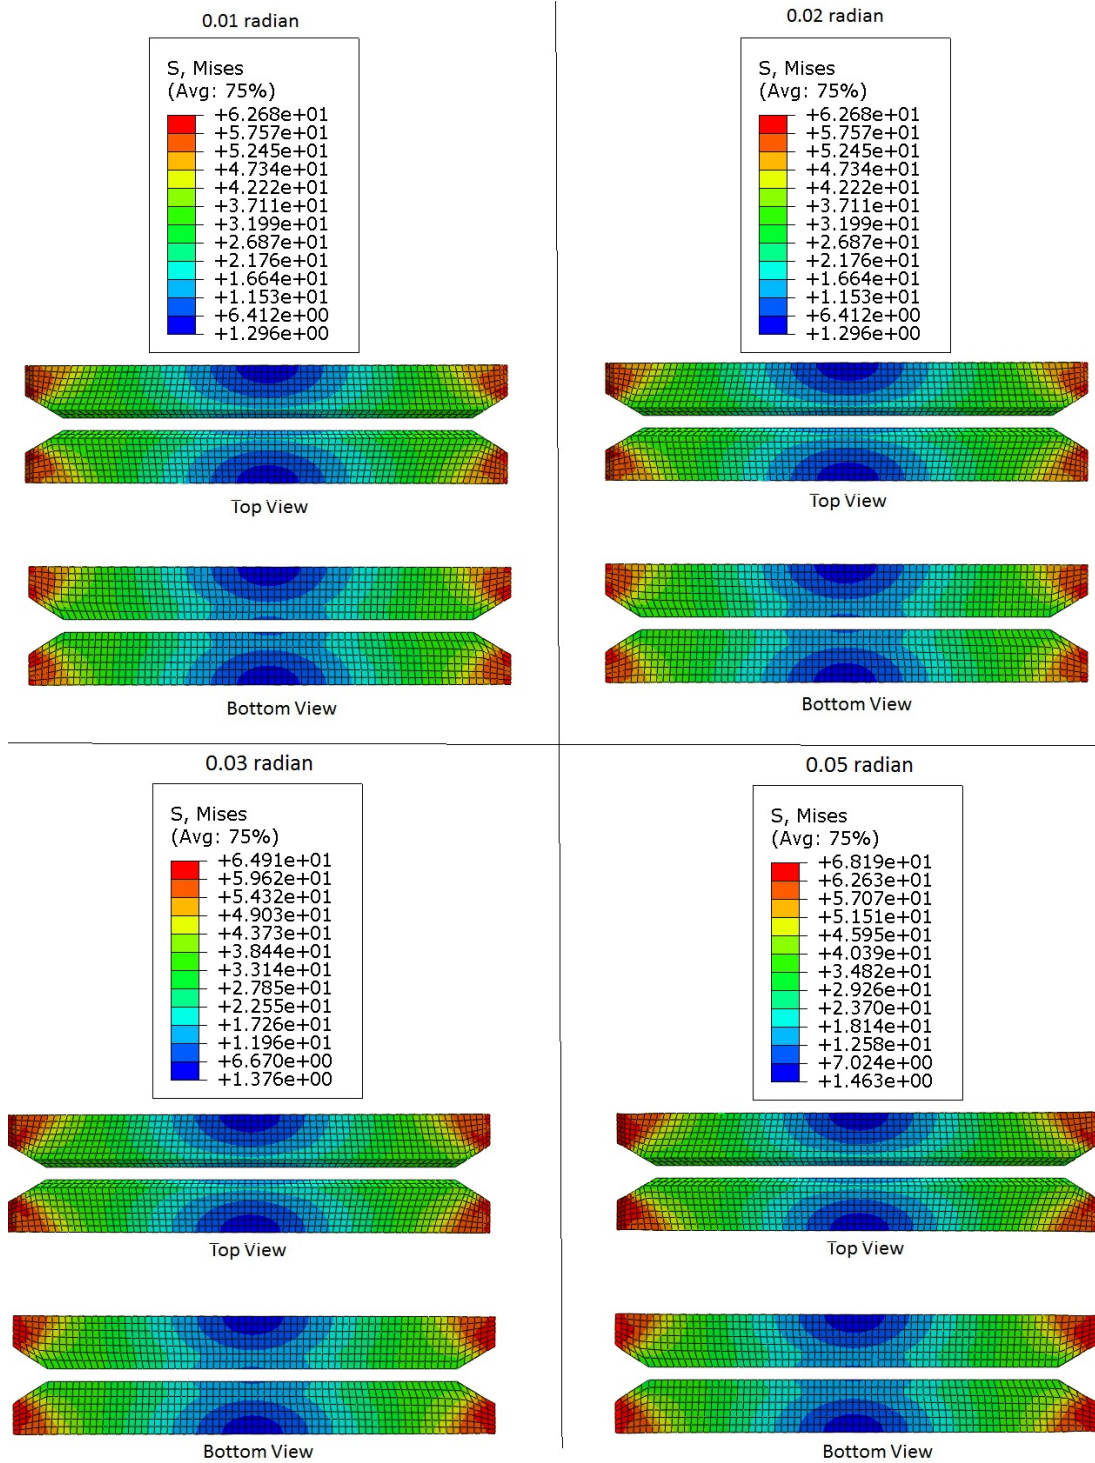 0.01 radian
S, Mises
(Avg: 75%)
+6.268e+01
+5.757e+01
+5.245e+01
+4.734e+01
+4.222e+01
+3.711e+01
+3.199e+01
+2.687e+01
+2.176e+01
+1.664e+01
+1.153e+01
+6.412e+00
+1.296e+00
Top View
Bottom View
0.02 radian
S, Mises
(Avg: 75%)
+6.268e+01
+5.757e+01
+5.245e+01
+4.734e+01
+4.222e+01
+3.711e+01
+3.199e+01
+2.687e+01
+2.176e+01
+1.664e+01
+1.153e+01
+6.412e+00
+1.296e+00
Top View
Bottom View
0.03 radian
S, Mises
(Avg: 75%)
+6.491e+01
+5.962e+01
+5.432e+01
+4.903e+01
+4.373e+01
+3.844e+01
+3.314e+01
+2.785e+01
+2.255e+01
+1.726e+01
+1.196e+01
+6.670e+00
+1.376e+00
Top View
Bottom View
0.05 radian
S, Mises
(Avg: 75%)
+6.819e+01
+6.263e+01
+5.707e+01
+5.151e+01
+4.595e+01
+4.039e+01
+3.482e+01
+2.926e+01
+2.370e+01
+1.814e+01
+1.258e+01
+7.024e+00
+1.463e+00
Top View
Bottom View